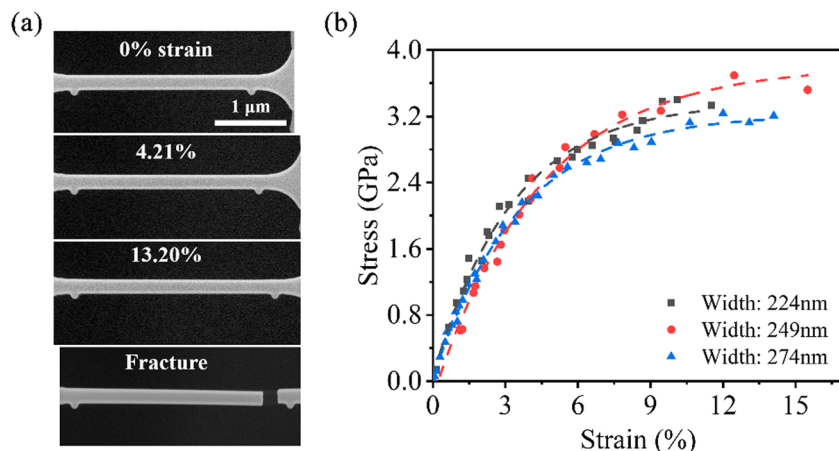 (a)
0% strain
1 μm
4.21%
13.20%
Fracture
(b)
4.0
3.2
2.4
1.6
0.8
0.0
Stress (GPa)
Width: 224nm
Width: 249nm
Width: 274nm
0 3 6 9 12 15
Strain (%)